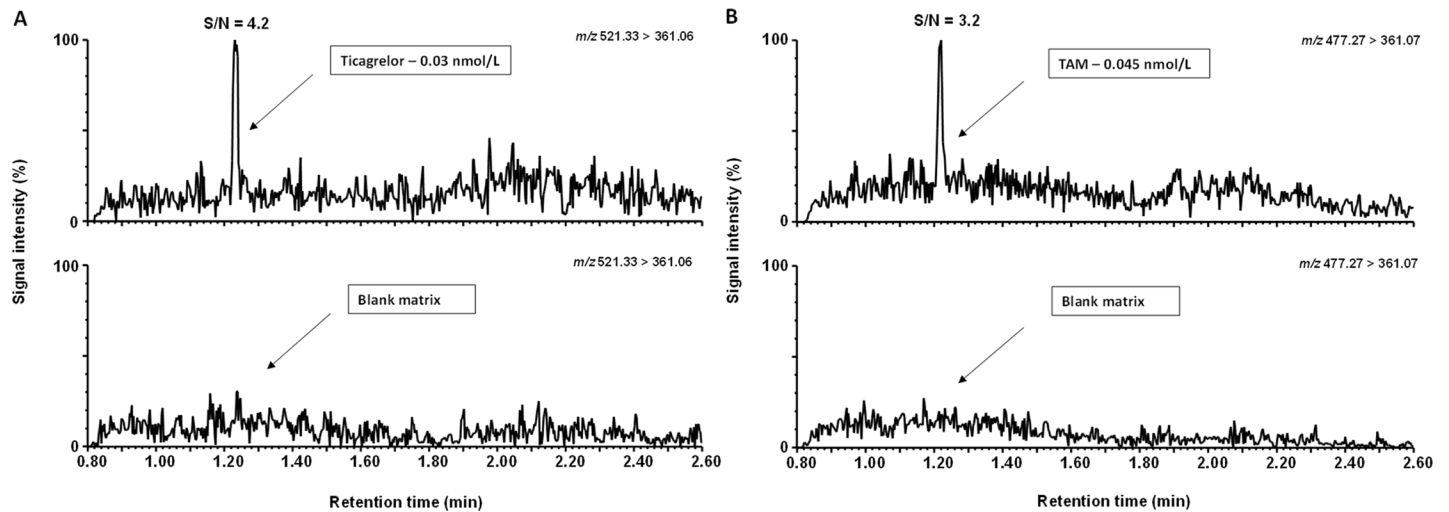 A
S/N = 4.2
m/z 521.33 > 361.06
100
Ticagrelor – 0.03 nmol/L
0
100
m/z 521.33 > 361.06
Blank matrix
0
0.80 1.00 1.20 1.40 1.60 1.80 2.00 2.20 2.40 2.60
Retention time (min)
Signal intensity (%)
B
S/N = 3.2
m/z 477.27 > 361.07
100
TAM – 0.045 nmol/L
0
100
m/z 477.27 > 361.07
Blank matrix
0
0.80 1.00 1.20 1.40 1.60 1.80 2.00 2.20 2.40 2.60
Retention time (min)
Signal intensity (%)